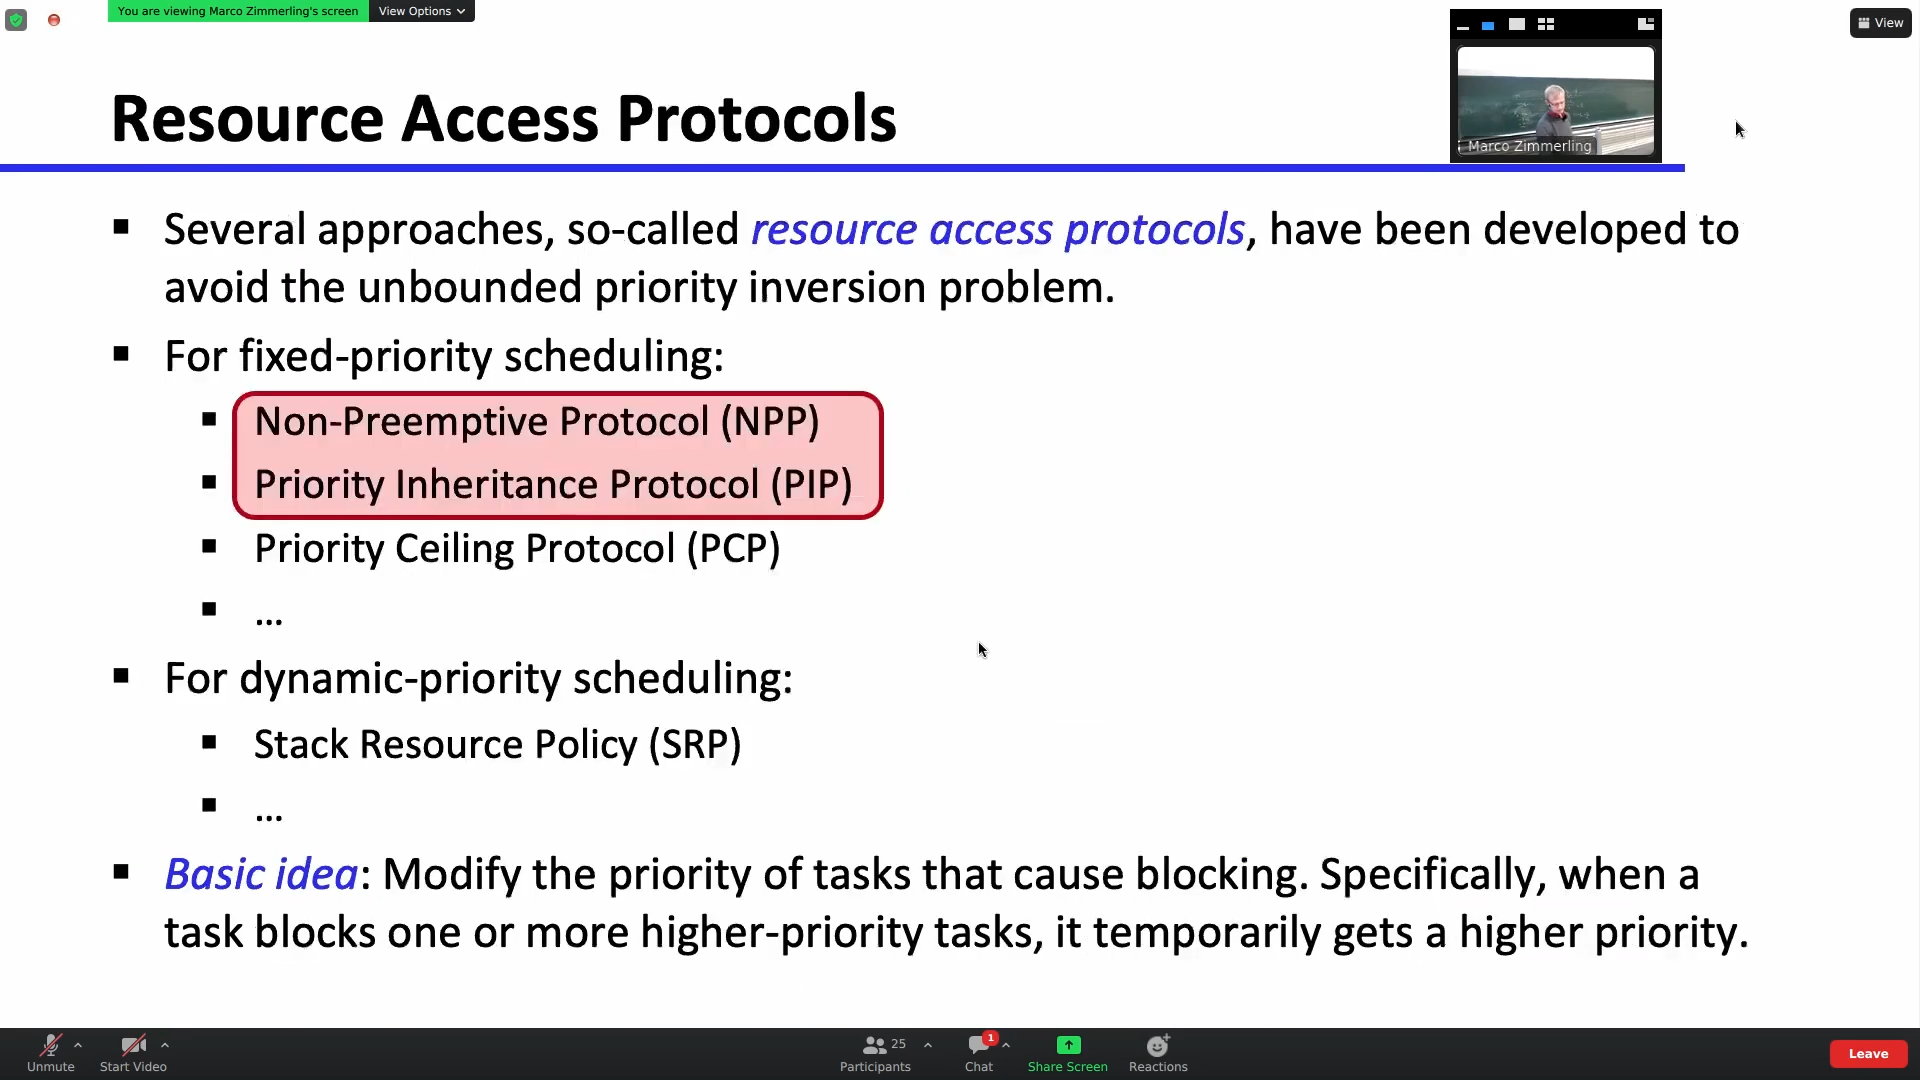 You are viewing Marco Zimmerling's screen
View Options
View
Resource Access Protocols
Marco Zimmerling
▪ Several approaches, so-called resource access protocols, have been developed to
avoid the unbounded priority inversion problem.
▪ For fixed-priority scheduling:
▪ Non-Preemptive Protocol (NPP)
▪ Priority Inheritance Protocol (PIP)
▪ Priority Ceiling Protocol (PCP)
▪ ...
▪ For dynamic-priority scheduling:
▪ Stack Resource Policy (SRP)
▪ ...
▪ Basic idea: Modify the priority of tasks that cause blocking. Specifically, when a
task blocks one or more higher-priority tasks, it temporarily gets a higher priority.
Unmute
Start Video
25
Participants
1
Chat
Share Screen
Reactions
Leave